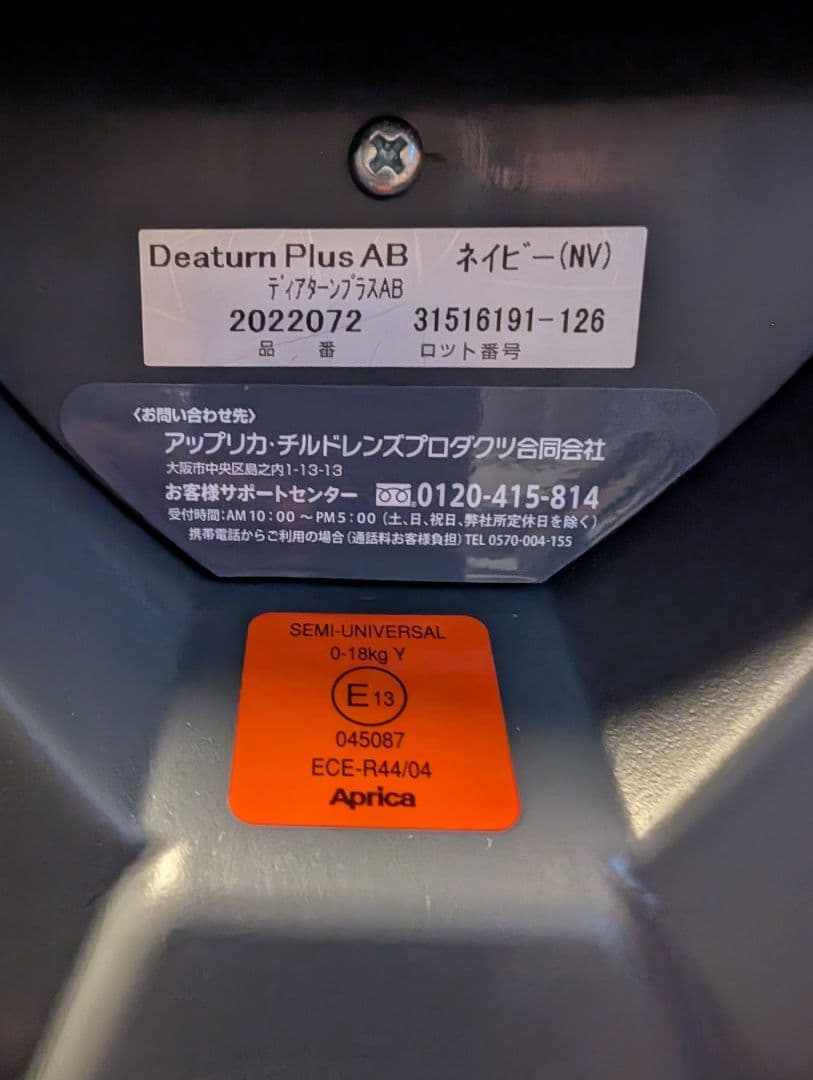 Deaturn Plus AB ネイビー(NV)
ディアターンプラスAB
2022072 31516191-126
品 番 ロット番号
〈お問い合わせ先〉
アップリカ・チルドレンズプロダクツ合同会社
大阪市中央区島之内1-13-13
お客様サポートセンター 0120-415-814
受付時間:AM10:00〜PM5:00(土、日、祝日、弊社所定休日を除く)
携帯電話からご利用の場合(通話料お客様負担)TEL 0570-004-155
SEMI-UNIVERSAL
0-18kg Y
E 13
045087
ECE-R44/04
Aprica